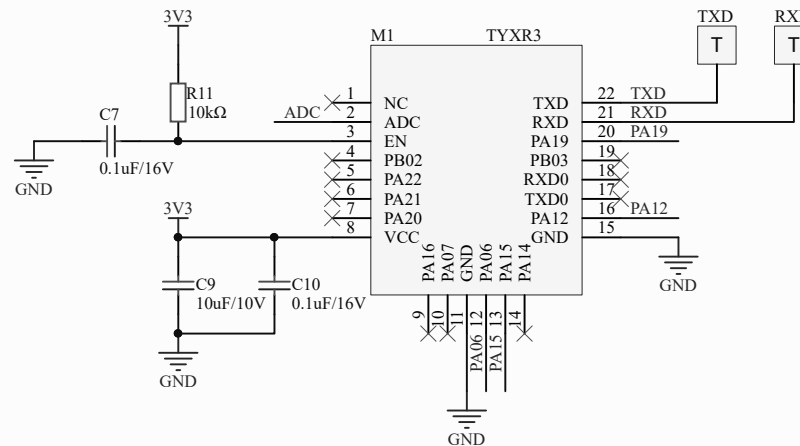 3V3
TXD
RX
M1
TYXR3
T
T
R11
10kΩ
1
NC
TXD
22
TXD
C7
ADC
2
ADC
RXD
21
RXD
3
EN
PA19
20
PA19
4
PB02
PB03
19
0.1uF/16V
5
PA22
RXD0
18
GND
6
PA21
TXD0
17
3V3
7
PA20
PA12
16
PA12
8
VCC
GND
15
PA16
PA07
GND
PA06
PA15
PA14
GND
C9
10uF/10V
C10
0.1uF/16V
9
10
11
12
13
14
PA06
PA15
GND
GND